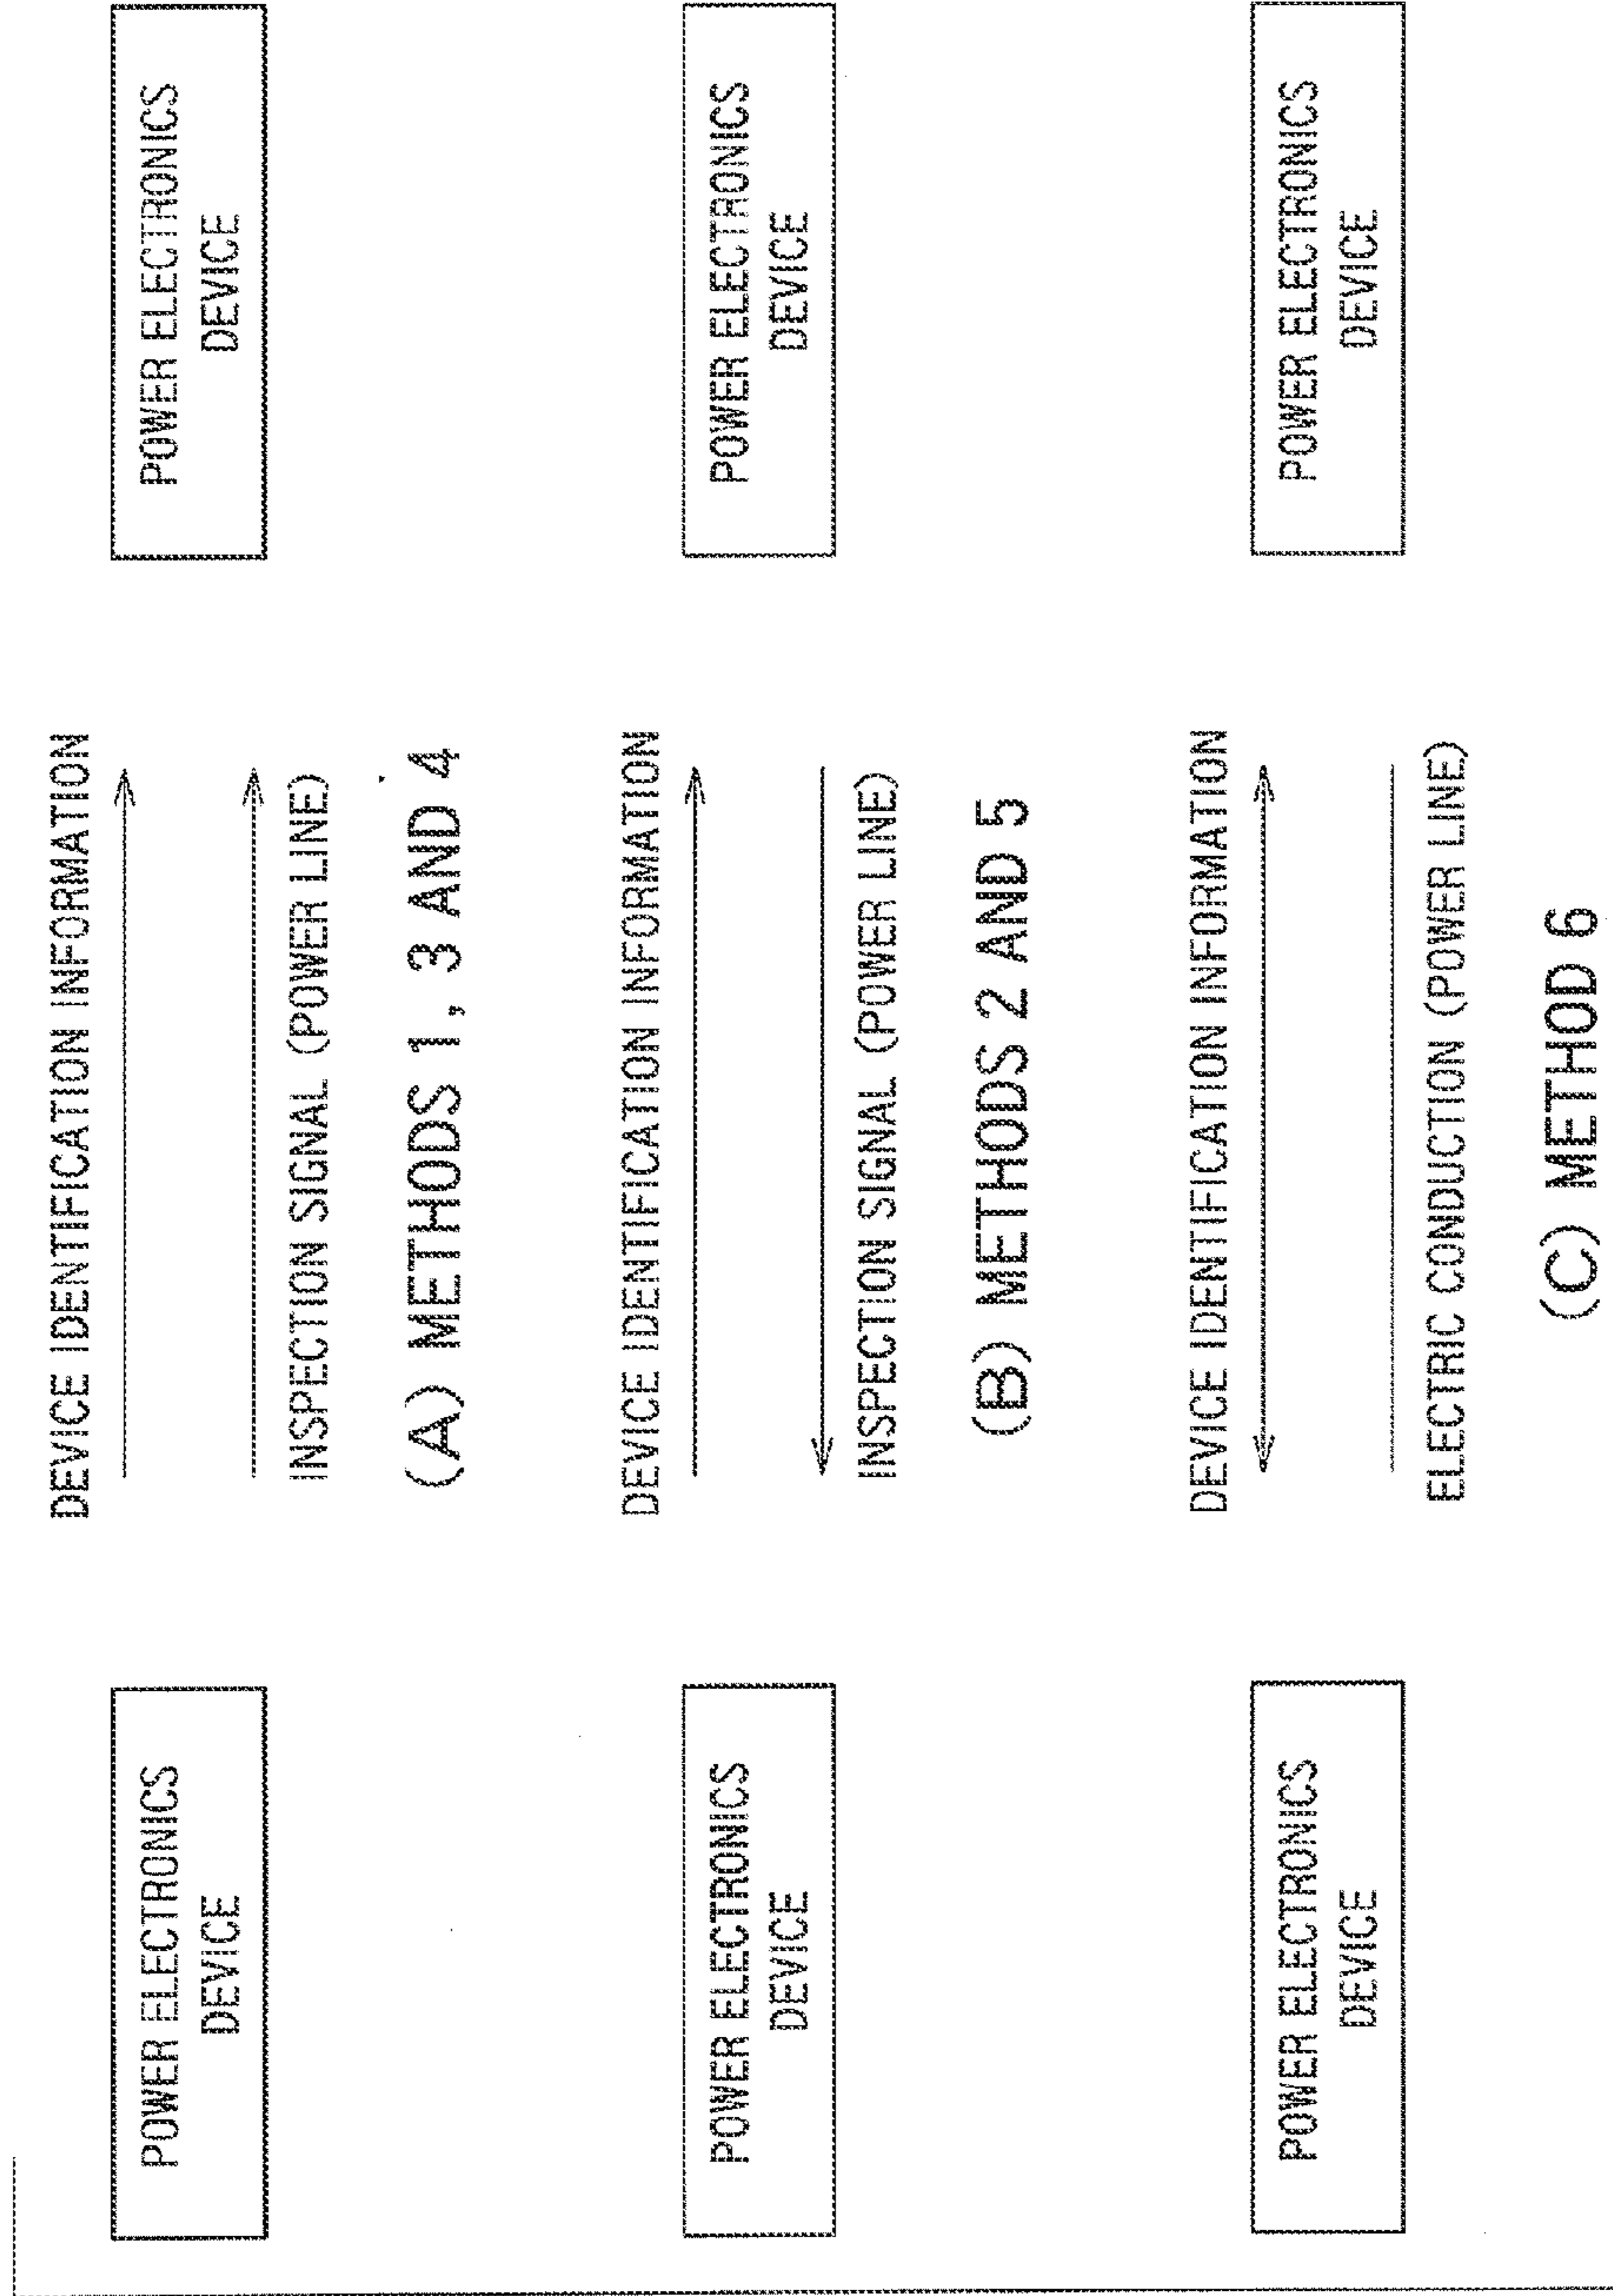 DEVICE IDENTIFICATION INFORMATION
POWER ELECTRONICS
DEVICE
POWER ELECTRONICS
DEVICE
INSPECTION SIGNAL (POWER LINE)
(A) METHODS 1, 3 AND 4
DEVICE IDENTIFICATION INFORMATION
POWER ELECTRONICS
DEVICE
POWER ELECTRONICS
DEVICE
INSPECTION SIGNAL (POWER LINE)
(B) METHODS 2 AND 5
DEVICE IDENTIFICATION INFORMATION
POWER ELECTRONICS
DEVICE
POWER ELECTRONICS
DEVICE
ELECTRIC CONDUCTION (POWER LINE)
(C) METHOD 6